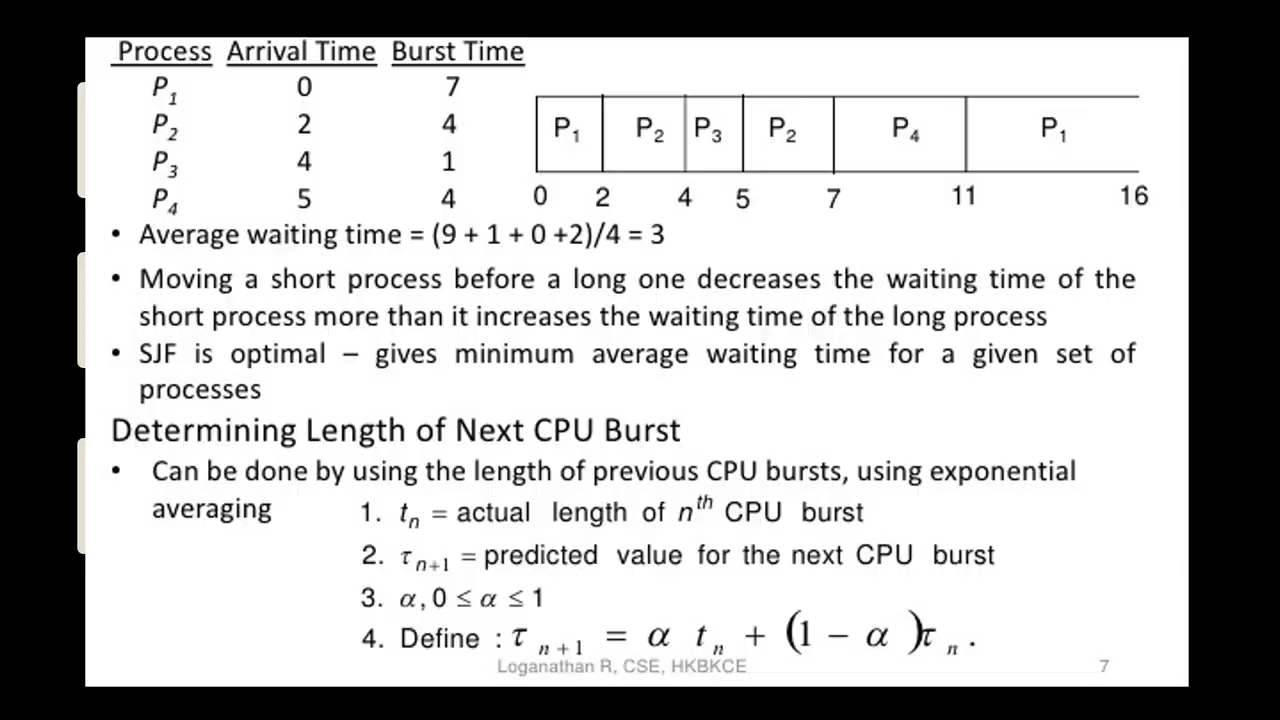 Process Arrival Time Burst Time
P1 0 7
P2 2 4
P3 4 1
P4 5 4
P1 P2 P3 P2 P4 P1
0 2 4 5 7 11 16
• Average waiting time = (9 + 1 + 0 +2)/4 = 3
• Moving a short process before a long one decreases the waiting time of the
short process more than it increases the waiting time of the long process
• SJF is optimal – gives minimum average waiting time for a given set of
processes
Determining Length of Next CPU Burst
• Can be done by using the length of previous CPU bursts, using exponential
averaging
1. tn = actual length of nth CPU burst
2. τn+1 = predicted value for the next CPU burst
3. α, 0 ≤ α ≤ 1
4. Define : τn+1 = α tn + (1 − α)τn.
Loganathan R, CSE, HKBKCE 7